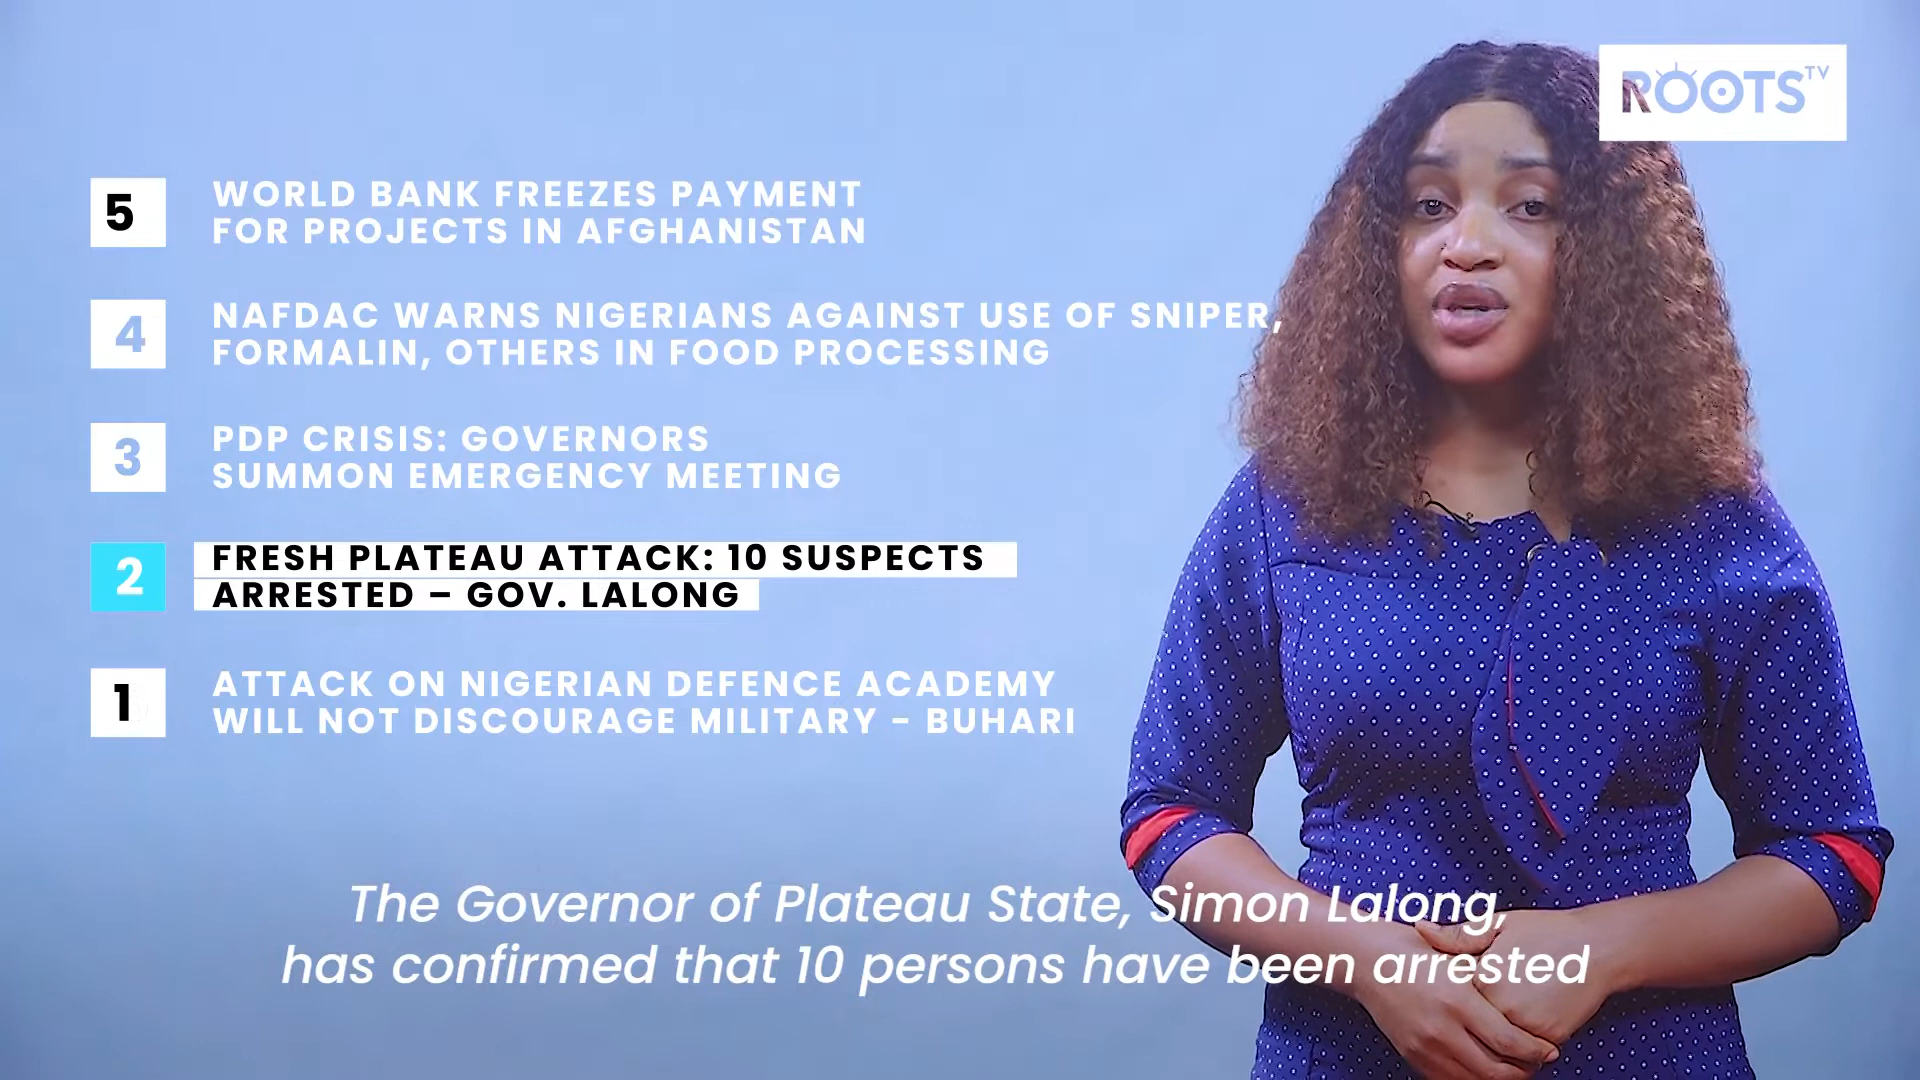 ROOTS TV
5
WORLD BANK FREEZES PAYMENT
FOR PROJECTS IN AFGHANISTAN
4
NAFDAC WARNS NIGERIANS AGAINST USE OF SNIPER,
FORMALIN, OTHERS IN FOOD PROCESSING
3
PDP CRISIS: GOVERNORS
SUMMON EMERGENCY MEETING
2
FRESH PLATEAU ATTACK: 10 SUSPECTS
ARRESTED – GOV. LALONG
1
ATTACK ON NIGERIAN DEFENCE ACADEMY
WILL NOT DISCOURAGE MILITARY - BUHARI
The Governor of Plateau State, Simon Lalong,
has confirmed that 10 persons have been arrested